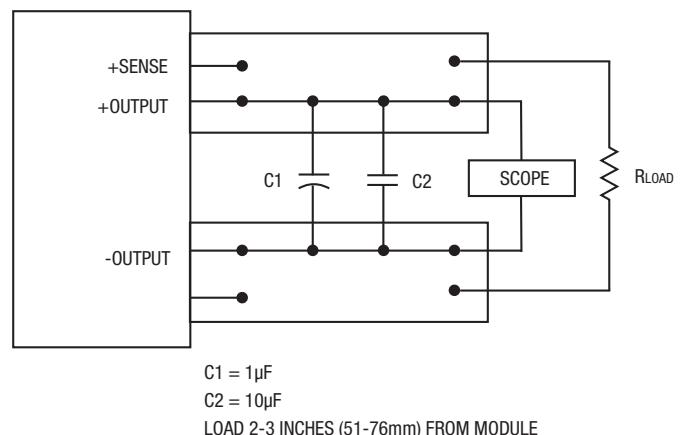 +SENSE
+OUTPUT
C1
C2
SCOPE
RLOAD
-OUTPUT
C1 = 1µF
C2 = 10µF
LOAD 2-3 INCHES (51-76mm) FROM MODULE